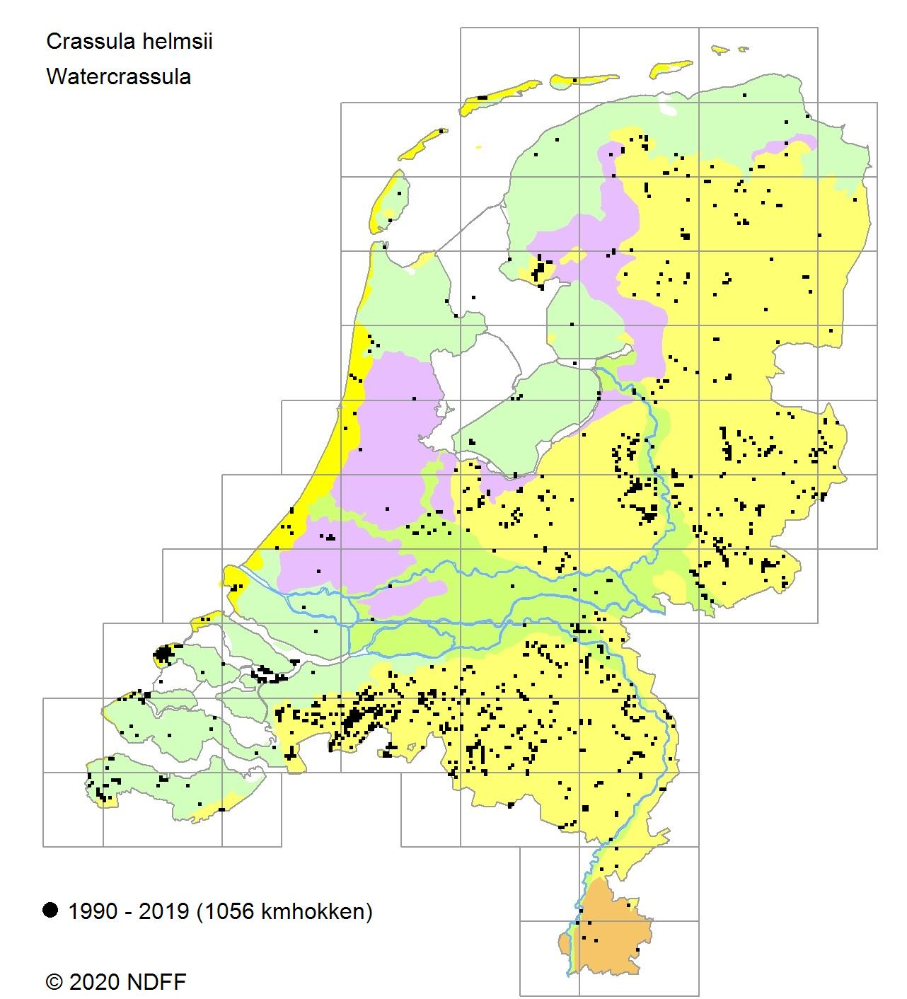 Crassula helmsii
Watercrassula
1990 - 2019 (1056 kmhokken)
© 2020 NDFF